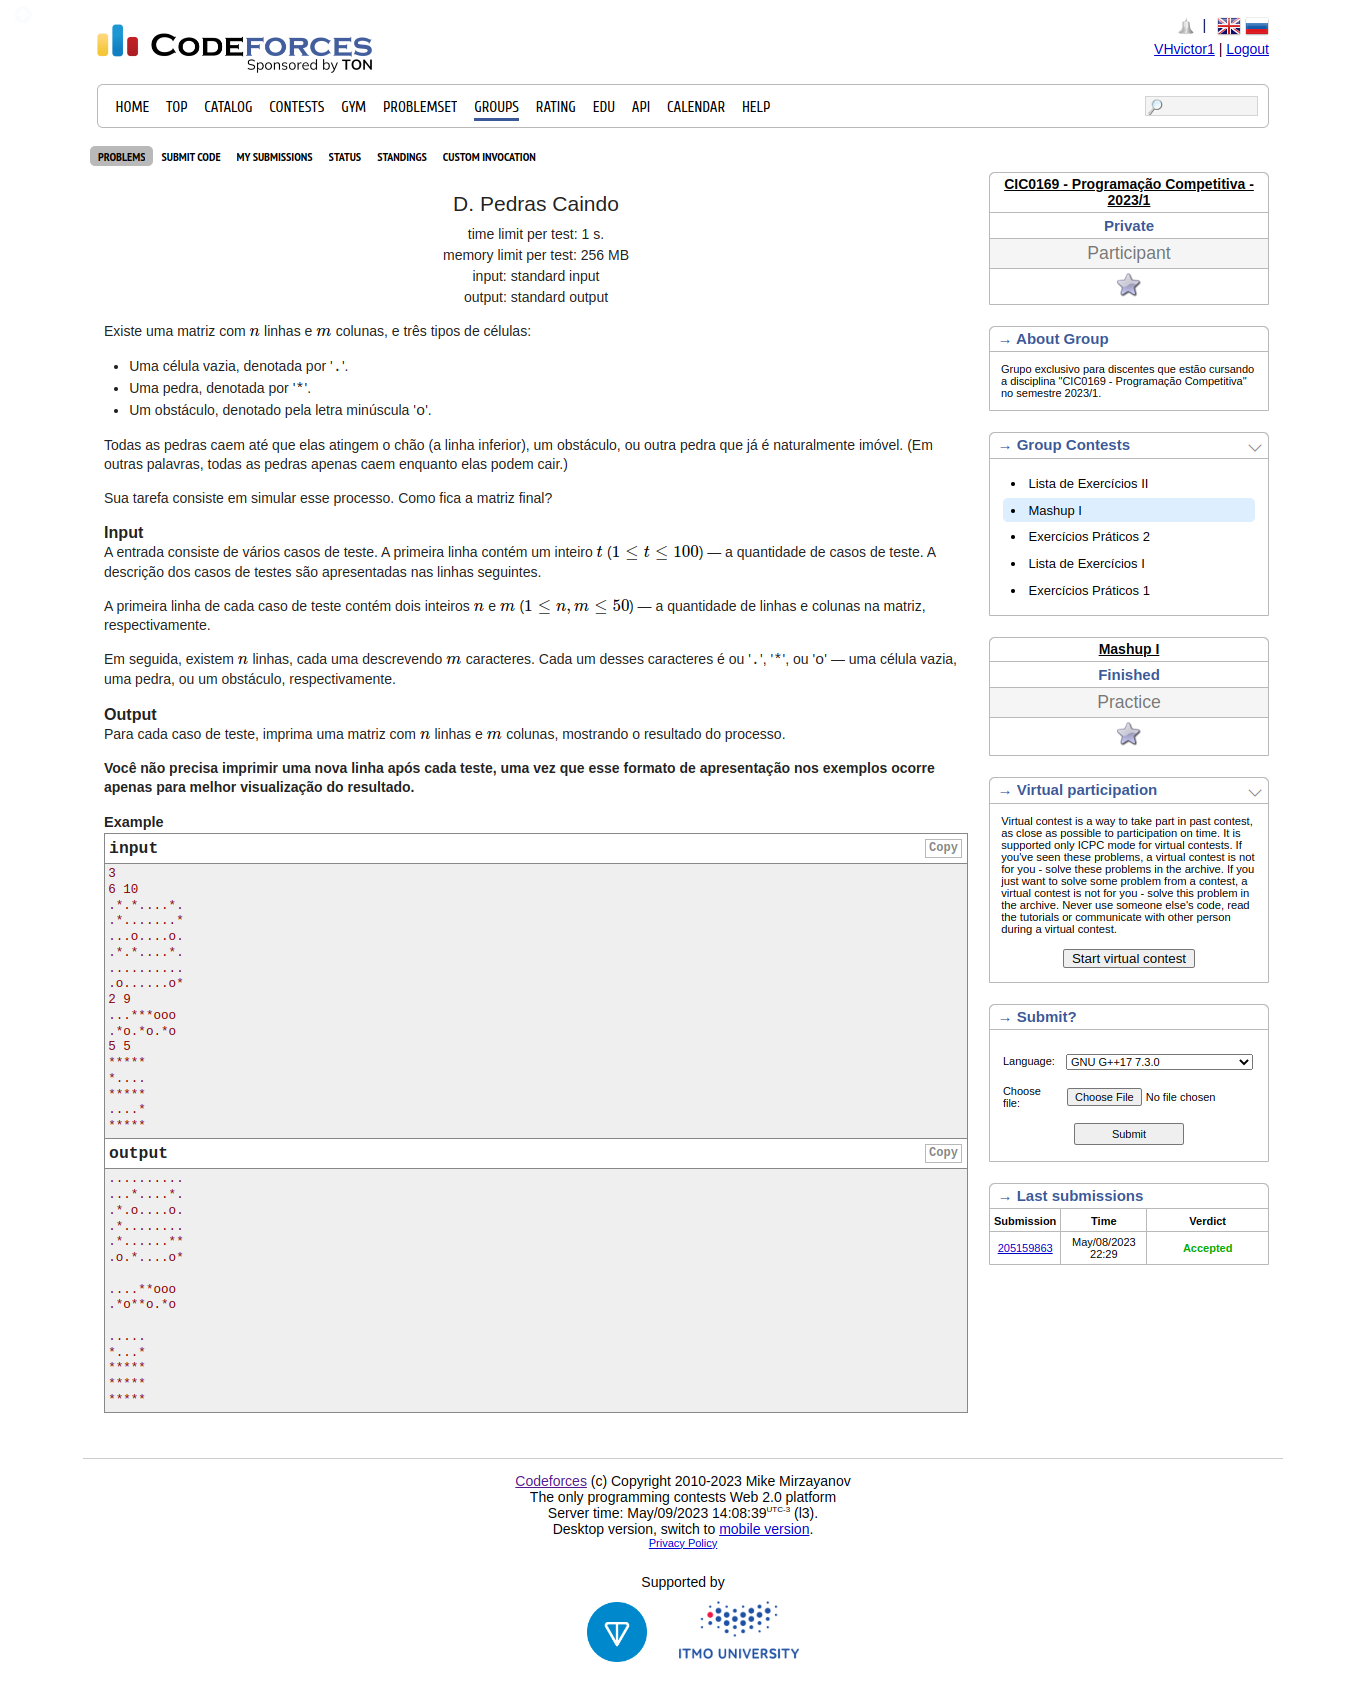 CODEFORCES
Sponsored by TON
|
VHvictor1 | Logout
HOME TOP CATALOG CONTESTS GYM PROBLEMSET GROUPS RATING EDU API CALENDAR HELP
PROBLEMS SUBMIT CODE MY SUBMISSIONS STATUS STANDINGS CUSTOM INVOCATION
D. Pedras Caindo
time limit per test: 1 s.
memory limit per test: 256 MB
input: standard input
output: standard output
Existe uma matriz com n linhas e m colunas, e três tipos de células:
• Uma célula vazia, denotada por '.'.
• Uma pedra, denotada por '*'.
• Um obstáculo, denotado pela letra minúscula 'o'.
Todas as pedras caem até que elas atingem o chão (a linha inferior), um obstáculo, ou outra pedra que já é naturalmente imóvel. (Em
outras palavras, todas as pedras apenas caem enquanto elas podem cair.)
Sua tarefa consiste em simular esse processo. Como fica a matriz final?
Input
A entrada consiste de vários casos de teste. A primeira linha contém um inteiro t (1 ≤ t ≤ 100) — a quantidade de casos de teste. A
descrição dos casos de testes são apresentadas nas linhas seguintes.
A primeira linha de cada caso de teste contém dois inteiros n e m (1 ≤ n, m ≤ 50) — a quantidade de linhas e colunas na matriz,
respectivamente.
Em seguida, existem n linhas, cada uma descrevendo m caracteres. Cada um desses caracteres é ou '.', '*', ou 'o' — uma célula vazia,
uma pedra, ou um obstáculo, respectivamente.
Output
Para cada caso de teste, imprima uma matriz com n linhas e m colunas, mostrando o resultado do processo.
Você não precisa imprimir uma nova linha após cada teste, uma vez que esse formato de apresentação nos exemplos ocorre
apenas para melhor visualização do resultado.
Example
input Copy
3
6 10
.*.*....*.
.*.......*
...o....o.
.*.*....*.
..........
.o......o*
2 9
...***ooo
.*o.*o.*o
5 5
*****
*....
*****
....*
*****
output Copy
..........
...*....*.
.*.o....o.
.*........
.*......**
.o.*....o*
....**ooo
.*o**o.*o
.....
*...*
*****
*****
*****
CIC0169 - Programação Competitiva -
2023/1
Private
Participant
→ About Group
Grupo exclusivo para discentes que estão cursando
a disciplina "CIC0169 - Programação Competitiva"
no semestre 2023/1.
→ Group Contests
• Lista de Exercícios II
• Mashup I
• Exercícios Práticos 2
• Lista de Exercícios I
• Exercícios Práticos 1
Mashup I
Finished
Practice
→ Virtual participation
Virtual contest is a way to take part in past contest,
as close as possible to participation on time. It is
supported only ICPC mode for virtual contests. If
you've seen these problems, a virtual contest is not
for you - solve these problems in the archive. If you
just want to solve some problem from a contest, a
virtual contest is not for you - solve this problem in
the archive. Never use someone else's code, read
the tutorials or communicate with other person
during a virtual contest.
Start virtual contest
→ Submit?
Language: GNU G++17 7.3.0
Choose
file: Choose File No file chosen
Submit
→ Last submissions
Submission Time Verdict
205159863 May/08/2023
22:29 Accepted
Codeforces (c) Copyright 2010-2023 Mike Mirzayanov
The only programming contests Web 2.0 platform
Server time: May/09/2023 14:08:39UTC-3 (l3).
Desktop version, switch to mobile version.
Privacy Policy
Supported by
ITMO UNIVERSITY